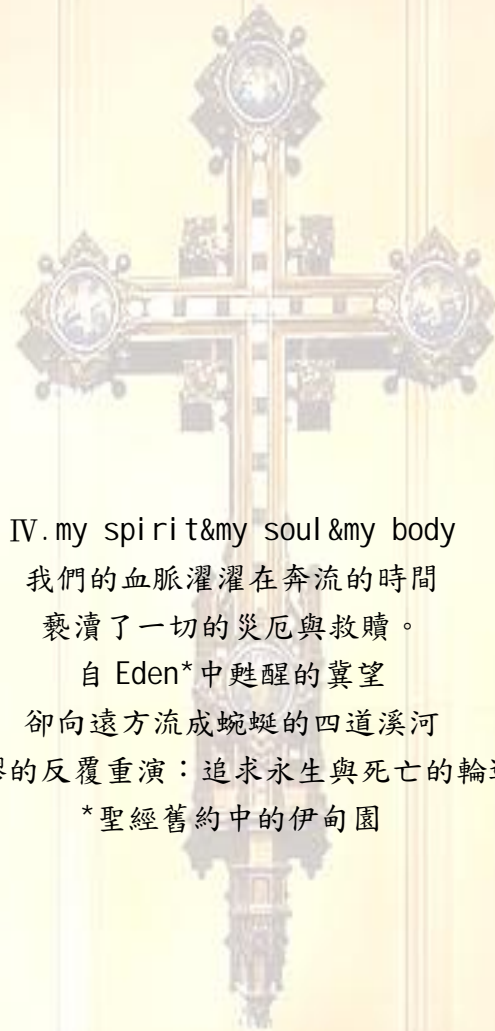 Ⅳ.my spirit&my soul&my body
我們的血脈濯濯在奔流的時間
褻瀆了一切的災厄與救贖。
自 Eden*中甦醒的冀望
卻向遠方流成蜿蜒的四道溪河
的反覆重演：追求永生與死亡的輪
*聖經舊約中的伊甸園